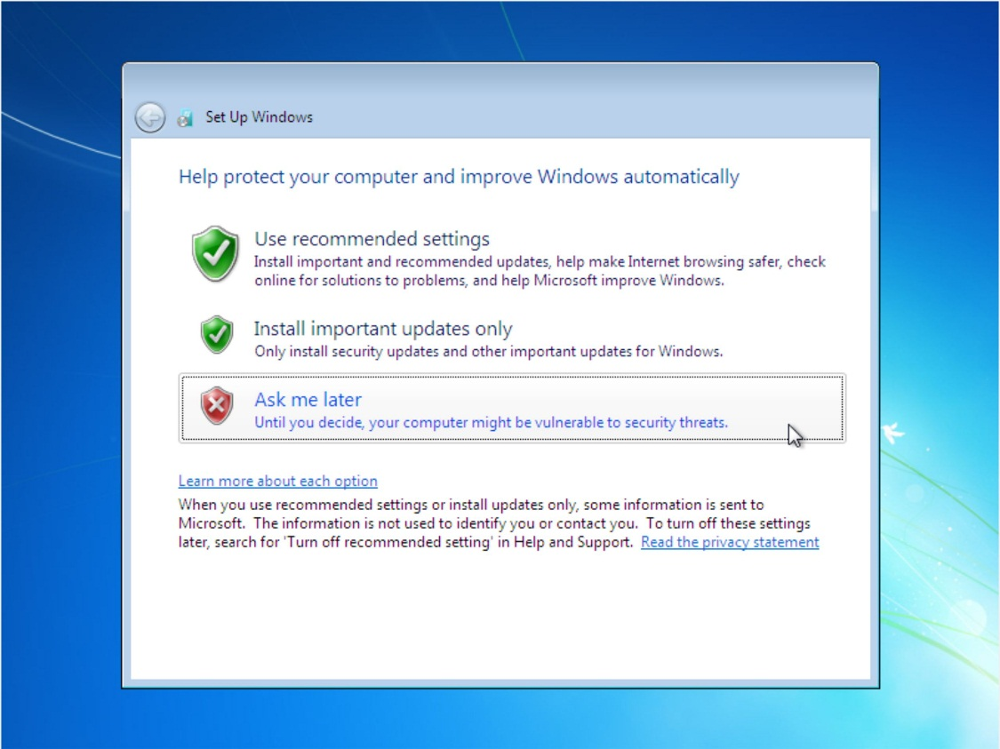 Set Up Windows
Help protect your computer and improve Windows automatically
Use recommended settings
Install important and recommended updates, help make Internet browsing safer, check
online for solutions to problems, and help Microsoft improve Windows.
Install important updates only
Only install security updates and other important updates for Windows.
Ask me later
Until you decide, your computer might be vulnerable to security threats.
Learn more about each option
When you use recommended settings or install updates only, some information is sent to
Microsoft.  The information is not used to identify you or contact you.  To turn off these settings
later, search for 'Turn off recommended setting' in Help and Support.  Read the privacy statement